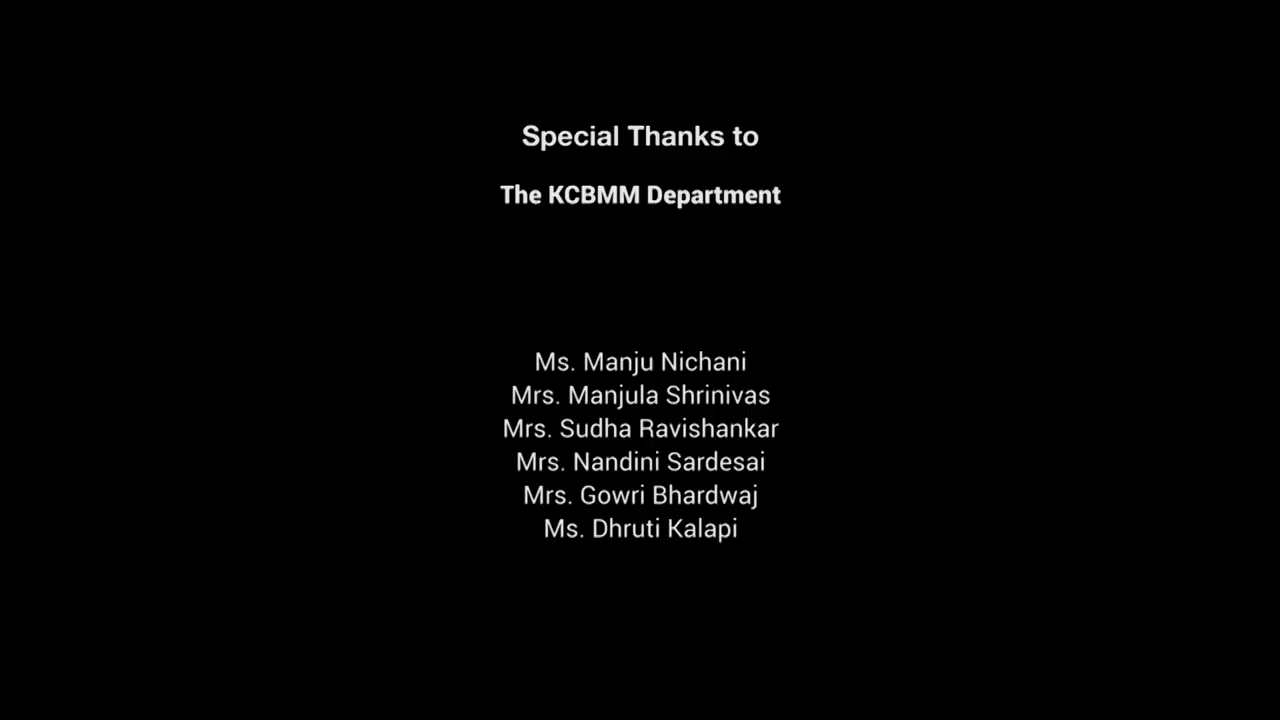 Special Thanks to
The KCBMM Department
Ms. Manju Nichani
Mrs. Manjula Shrinivas
Mrs. Sudha Ravishankar
Mrs. Nandini Sardesai
Mrs. Gowri Bhardwaj
Ms. Dhruti Kalapi